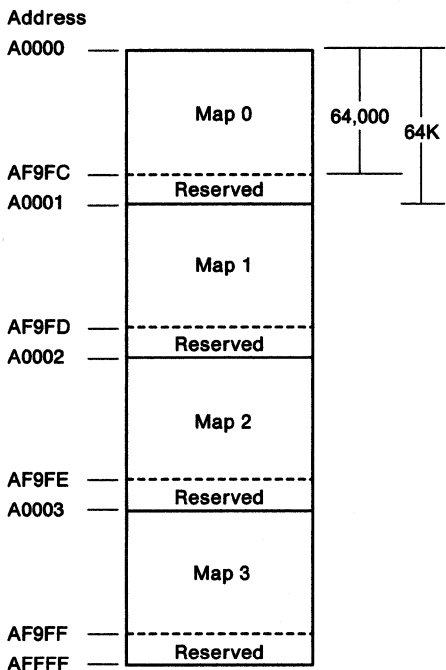 Address
A0000
Map 0
64,000
64K
AF9FC
Reserved
A0001
Map 1
AF9FD
Reserved
A0002
Map 2
AF9FE
Reserved
A0003
Map 3
AF9FF
Reserved
AFFFF